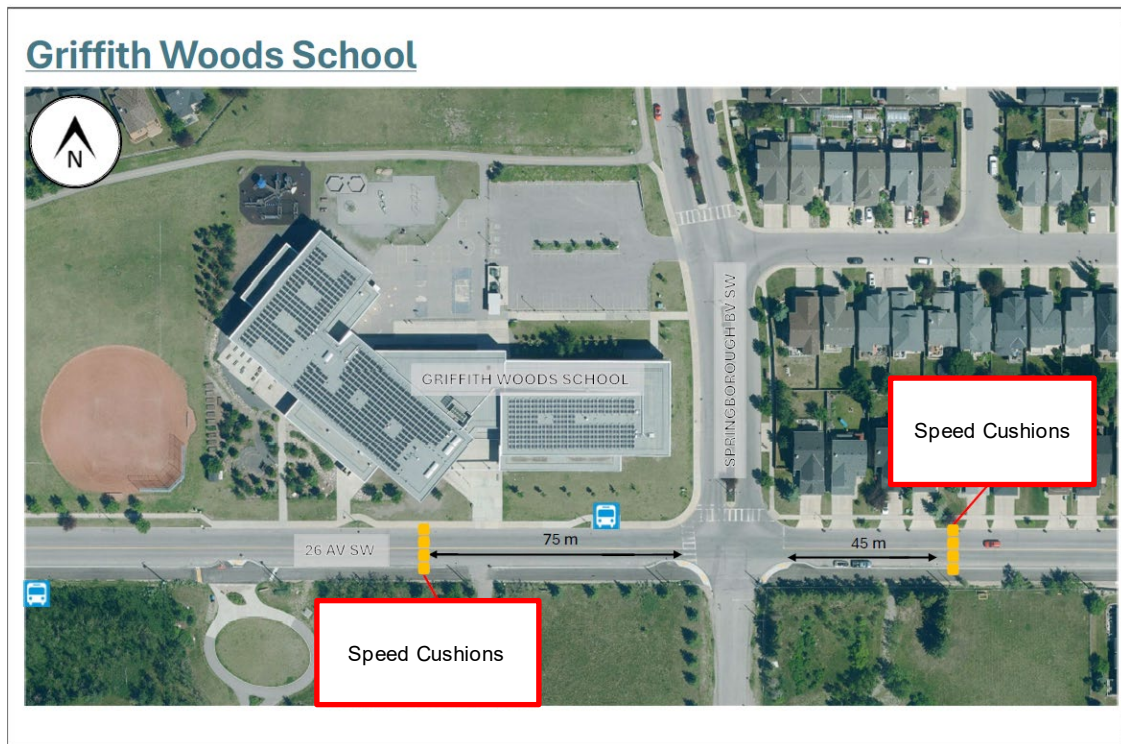 Griffith Woods School
N
SPRINGBOROUGH BV SW
GRIFFITH WOODS SCHOOL
Speed Cushions
26 AV SW
75 m
45 m
Speed Cushions